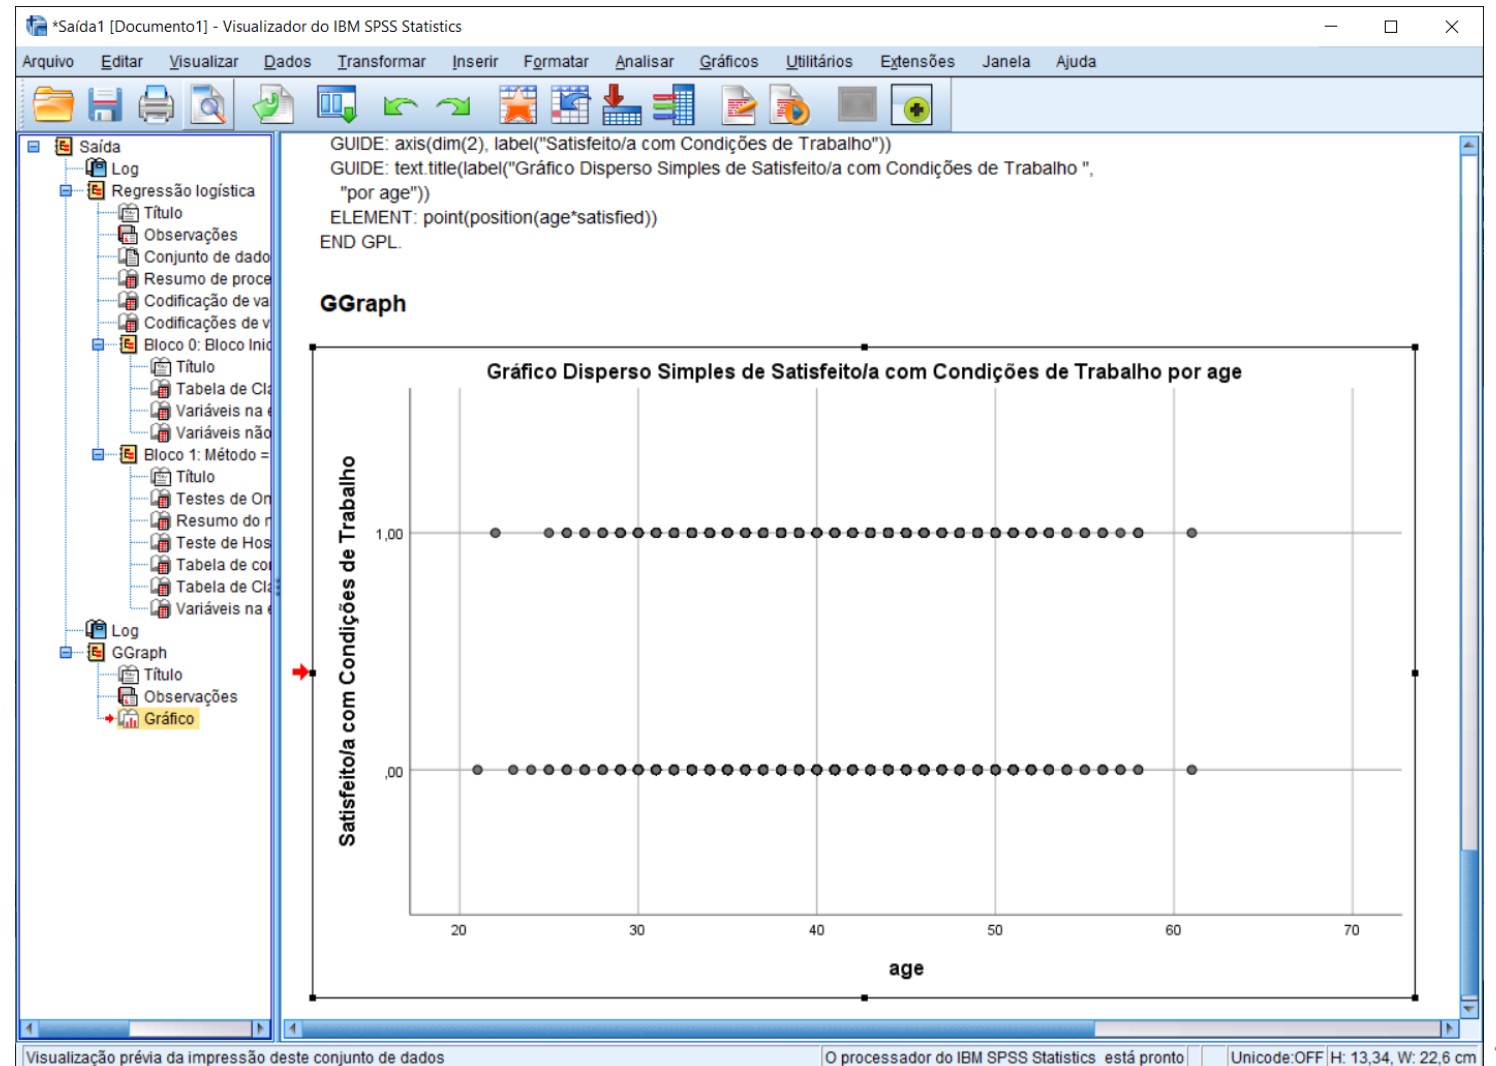 *Saída1 [Documento1] - Visualizador do IBM SPSS Statistics
Arquivo Editar Visualizar Dados Transformar Inserir Formatar Analisar Gráficos Utilitários Extensões Janela Ajuda
Saída
Log
Regressão logística
Título
Observações
Conjunto de dado
Resumo de proce
Codificação de va
Codificações de v
Bloco 0: Bloco Inic
Título
Tabela de Cla
Variáveis na e
Variáveis não
Bloco 1: Método =
Título
Testes de On
Resumo do m
Teste de Hos
Tabela de con
Tabela de Cla
Variáveis na e
Log
GGraph
Título
Observações
Gráfico
GUIDE: axis(dim(2), label("Satisfeito/a com Condições de Trabalho"))
GUIDE: text.title(label("Gráfico Disperso Simples de Satisfeito/a com Condições de Trabalho ",
"por age"))
ELEMENT: point(position(age*satisfied))
END GPL.
GGraph
Gráfico Disperso Simples de Satisfeito/a com Condições de Trabalho por age
Satisfeito/a com Condições de Trabalho
1,00
,00
20 30 40 50 60 70
age
Visualização prévia da impressão deste conjunto de dados
O processador do IBM SPSS Statistics está pronto
Unicode:OFF
H: 13,34, W: 22,6 cm